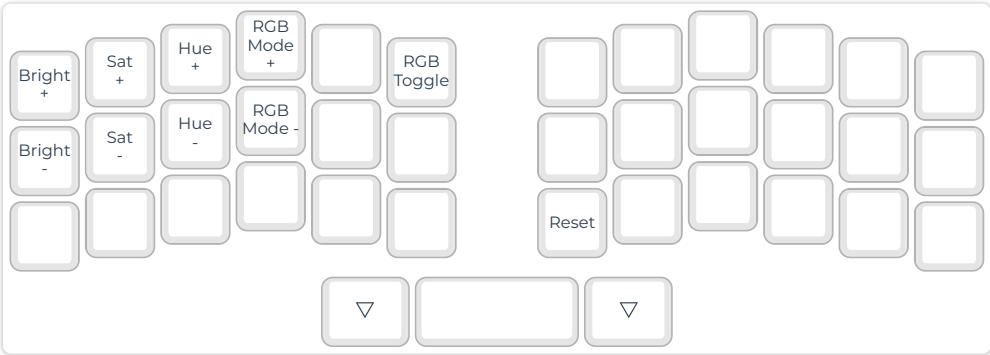 Bright
+
Sat
+
Hue
+
RGB
Mode
+
RGB
Toggle
Bright
-
Sat
-
Hue
-
RGB
Mode -
Reset
▽
▽